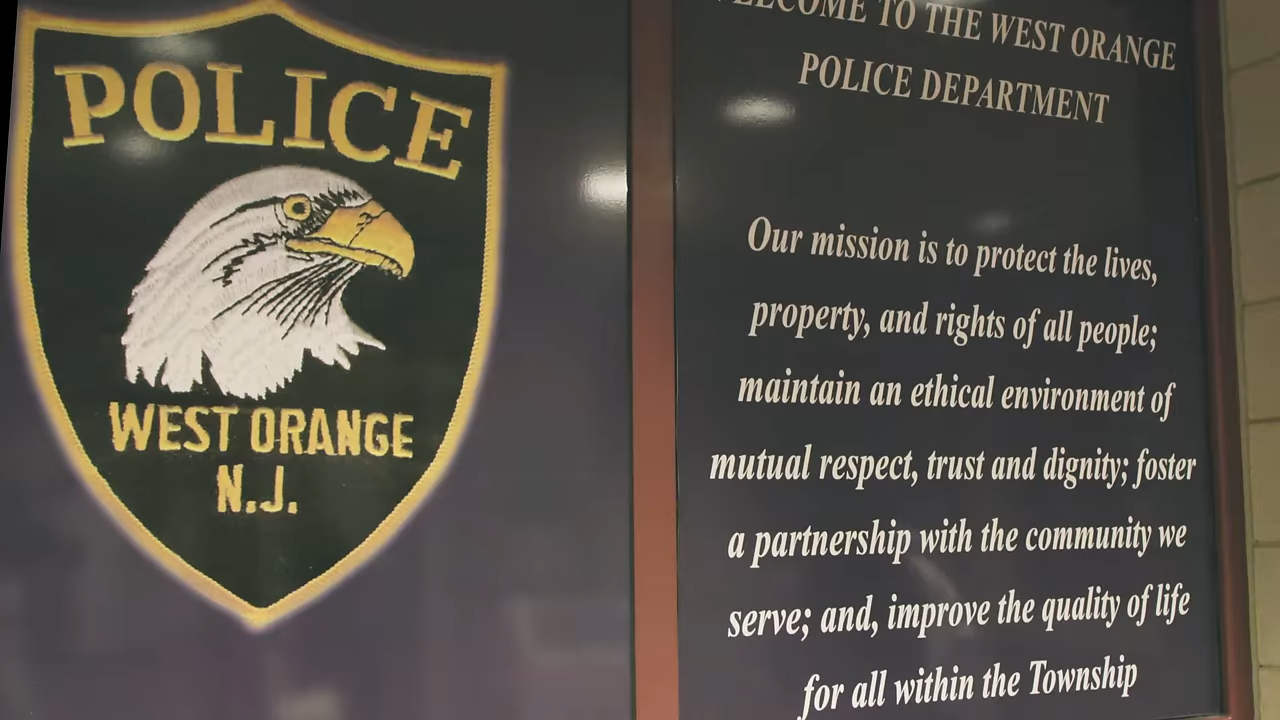 POLICE
WEST ORANGE
N.J.
WELCOME TO THE WEST ORANGE
POLICE DEPARTMENT
Our mission is to protect the lives,
property, and rights of all people;
maintain an ethical environment of
mutual respect, trust and dignity; foster
a partnership with the community we
serve; and, improve the quality of life
for all within the Township